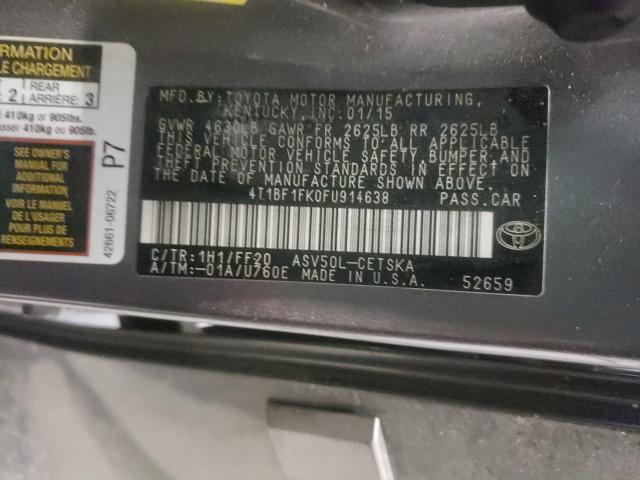 RMATION
LE CHARGEMENT
2
REAR
ARRIÈRE: 3
410kg or 905lbs.
passer 410kg ou 905lb.
SEE OWNER'S
MANUAL FOR
ADDITIONAL
INFORMATION
VOIR LE MANUEL
DE L'USAGER
POUR PLUS DE
RENSEIGNEMENTS
42661-06722
P7
MFD. BY: TOYOTA MOTOR MANUFACTURING,
KENTUCKY, INC. 01/15
GVWR 4630LB GAWR FR 2625LB RR 2625LB
THIS VEHICLE CONFORMS TO ALL APPLICABLE
FEDERAL MOTOR VEHICLE SAFETY, BUMPER, AND
THEFT PREVENTION STANDARDS IN EFFECT ON
THE DATE OF MANUFACTURE SHOWN ABOVE.
4T1BF1FK0FU914638 PASS.CAR
C/TR: 1H1/FF20 ASV50L-CETSKA
A/TM:-01A/U760E MADE IN U.S.A.
52659